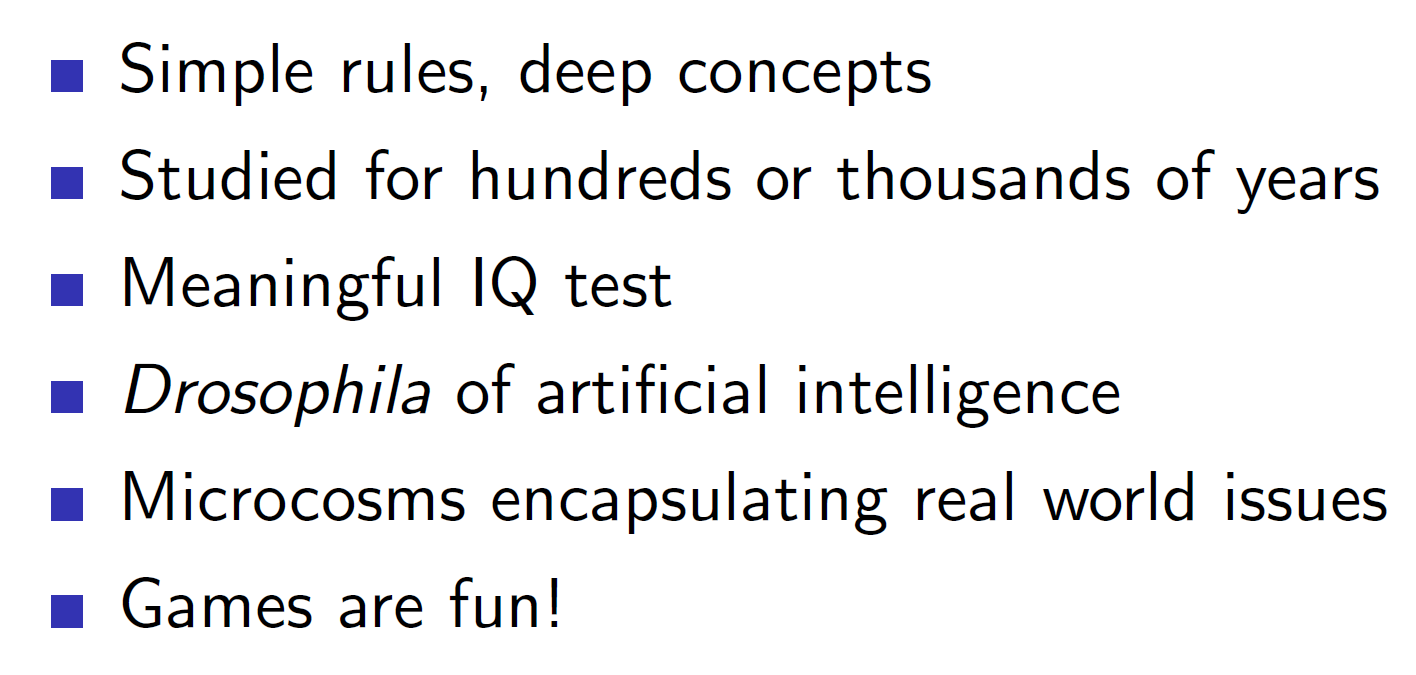 Simple rules, deep concepts
Studied for hundreds or thousands of years
Meaningful IQ test
Drosophila of artificial intelligence
Microcosms encapsulating real world issues
Games are fun!